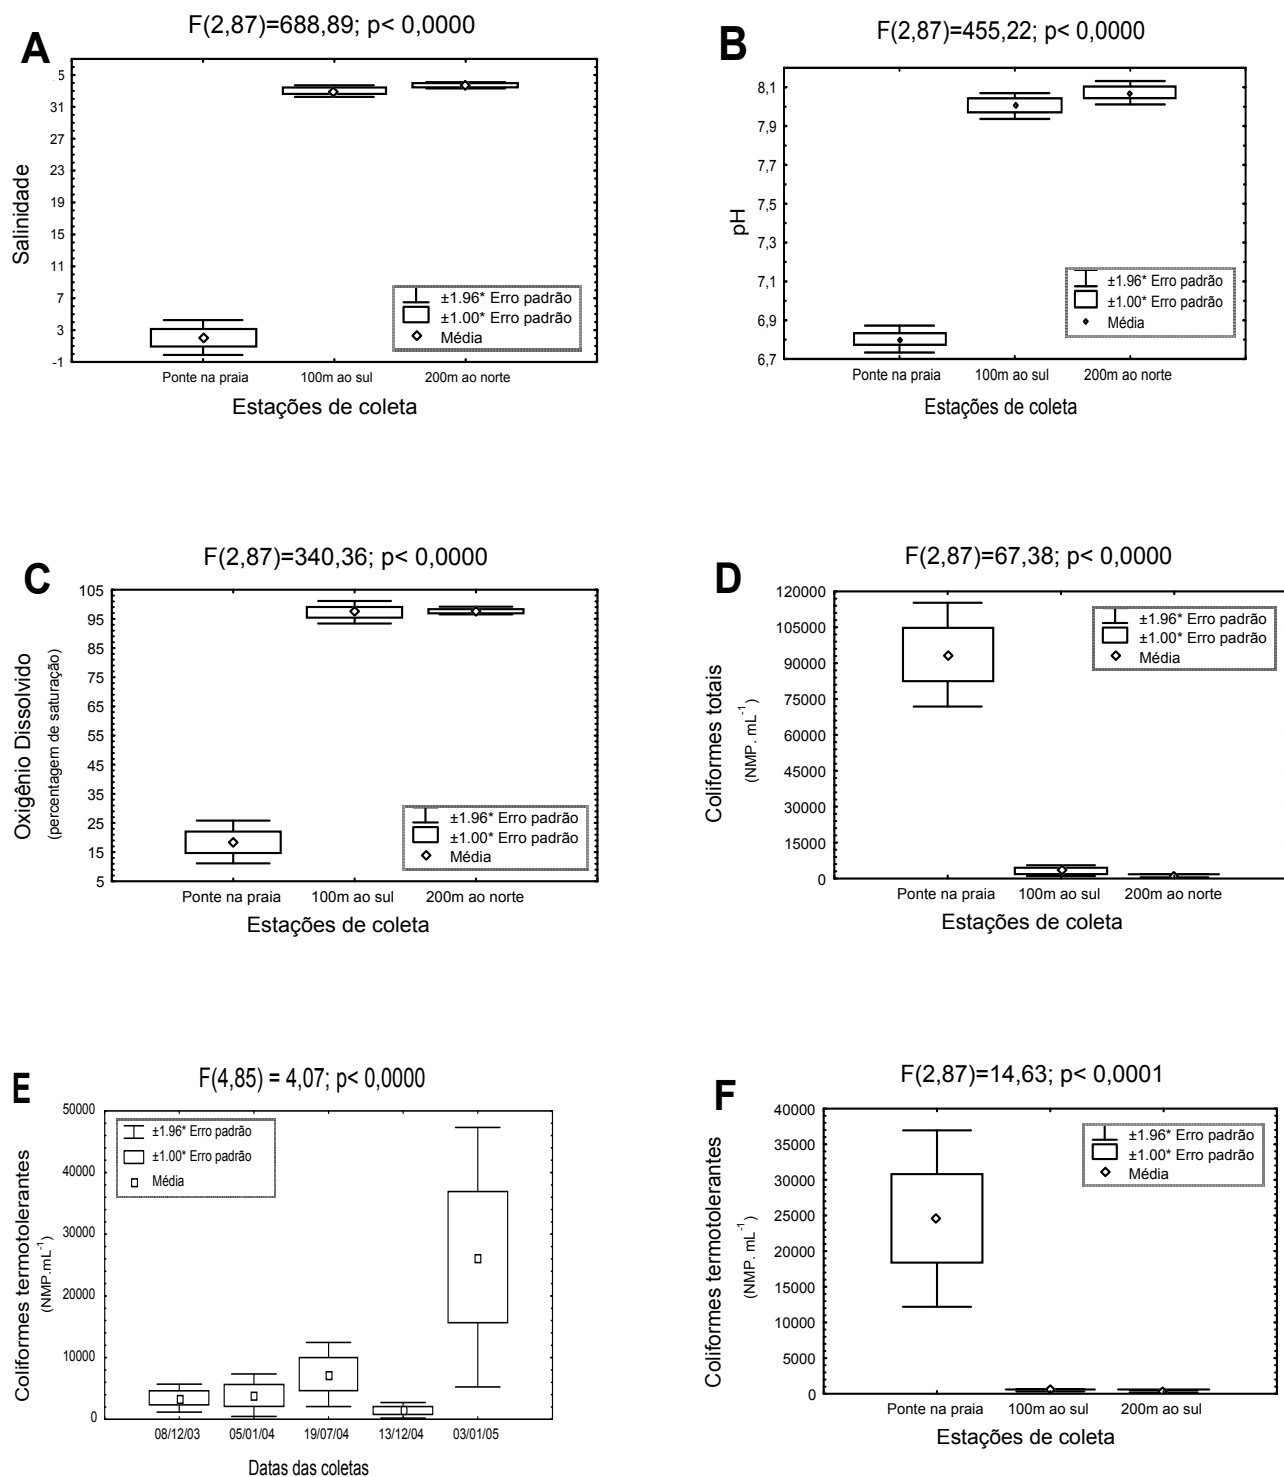 A
F(2,87)=688,89; p< 0,0000
Salinidade
.5
31
27
23
19
15
11
7
3
-1
±1.96* Erro padrão
±1.00* Erro padrão
Média
Ponte na praia 100m ao sul 200m ao norte
Estações de coleta
B
F(2,87)=455,22; p< 0,0000
pH
8,1
7,9
7,7
7,5
7,3
7,1
6,9
6,7
±1.96* Erro padrão
±1.00* Erro padrão
Média
Ponte na praia 100m ao sul 200m ao norte
Estações de coleta
C
F(2,87)=340,36; p< 0,0000
Oxigênio Dissolvido
(percentagem de saturação)
105
95
85
75
65
55
45
35
25
15
5
±1.96* Erro padrão
±1.00* Erro padrão
Média
Ponte na praia 100m ao sul 200m ao norte
Estações de coleta
D
F(2,87)=67,38; p< 0,0000
Coliformes totais
(NMP. mL⁻¹)
120000
105000
90000
75000
60000
45000
30000
15000
0
±1.96* Erro padrão
±1.00* Erro padrão
Média
Ponte na praia 100m ao sul 200m ao norte
Estações de coleta
E
F(4,85) = 4,07; p< 0,0000
Coliformes termotolerantes
(NMP.mL⁻¹)
50000
40000
30000
20000
10000
0
±1.96* Erro padrão
±1.00* Erro padrão
Média
08/12/03 05/01/04 19/07/04 13/12/04 03/01/05
Datas das coletas
F
F(2,87)=14,63; p< 0,0001
Coliformes termotolerantes
(NMP. mL⁻¹)
40000
35000
30000
25000
20000
15000
10000
5000
0
±1.96* Erro padrão
±1.00* Erro padrão
Média
Ponte na praia 100m ao sul 200m ao sul
Estações de coleta